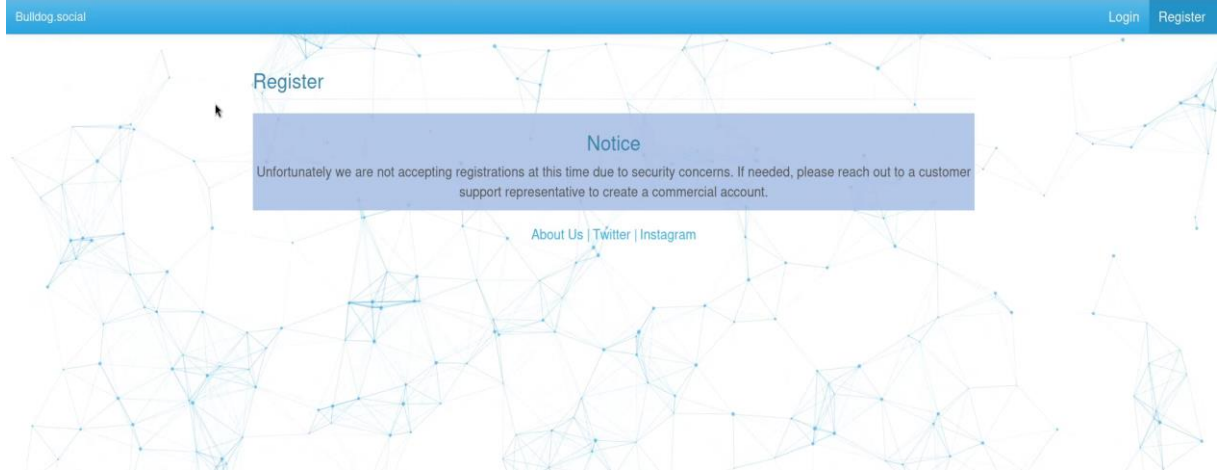 Bulldog.social Login Register
Register
Notice
Unfortunately we are not accepting registrations at this time due to security concerns. If needed, please reach out to a customer
support representative to create a commercial account.
About Us | Twitter | Instagram